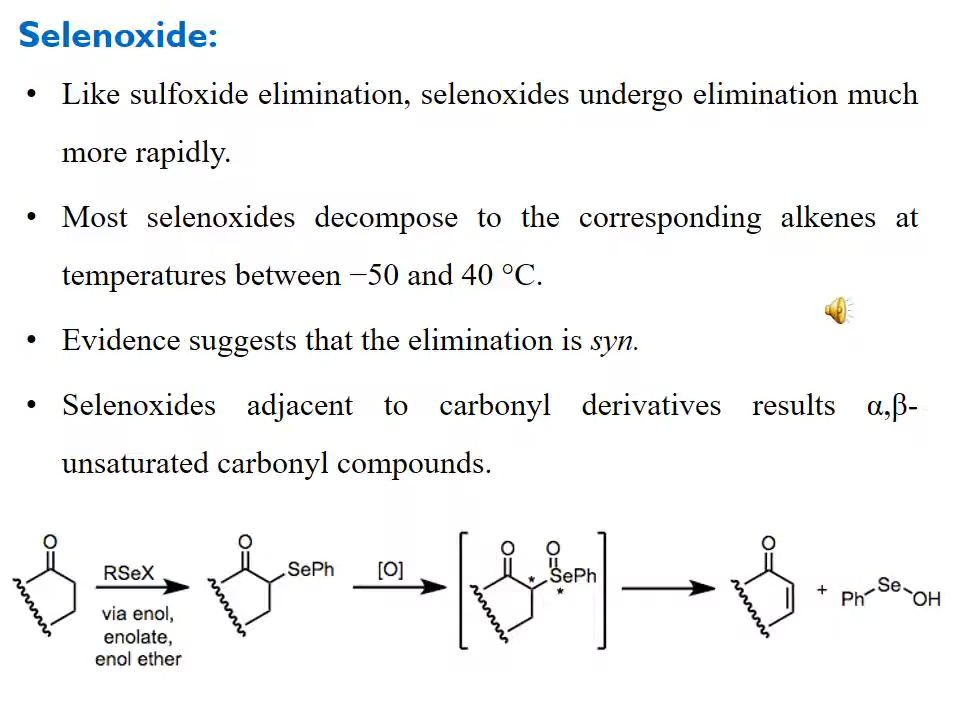 Selenoxide:
• Like sulfoxide elimination, selenoxides undergo elimination much
more rapidly.
• Most selenoxides decompose to the corresponding alkenes at
temperatures between −50 and 40 °C.
• Evidence suggests that the elimination is syn.
• Selenoxides adjacent to carbonyl derivatives results α,β-
unsaturated carbonyl compounds.
O
RSeX
via enol,
enolate,
enol ether
O
SePh
[O]
O
O
*
SePh
*
O
+
Ph
Se
OH